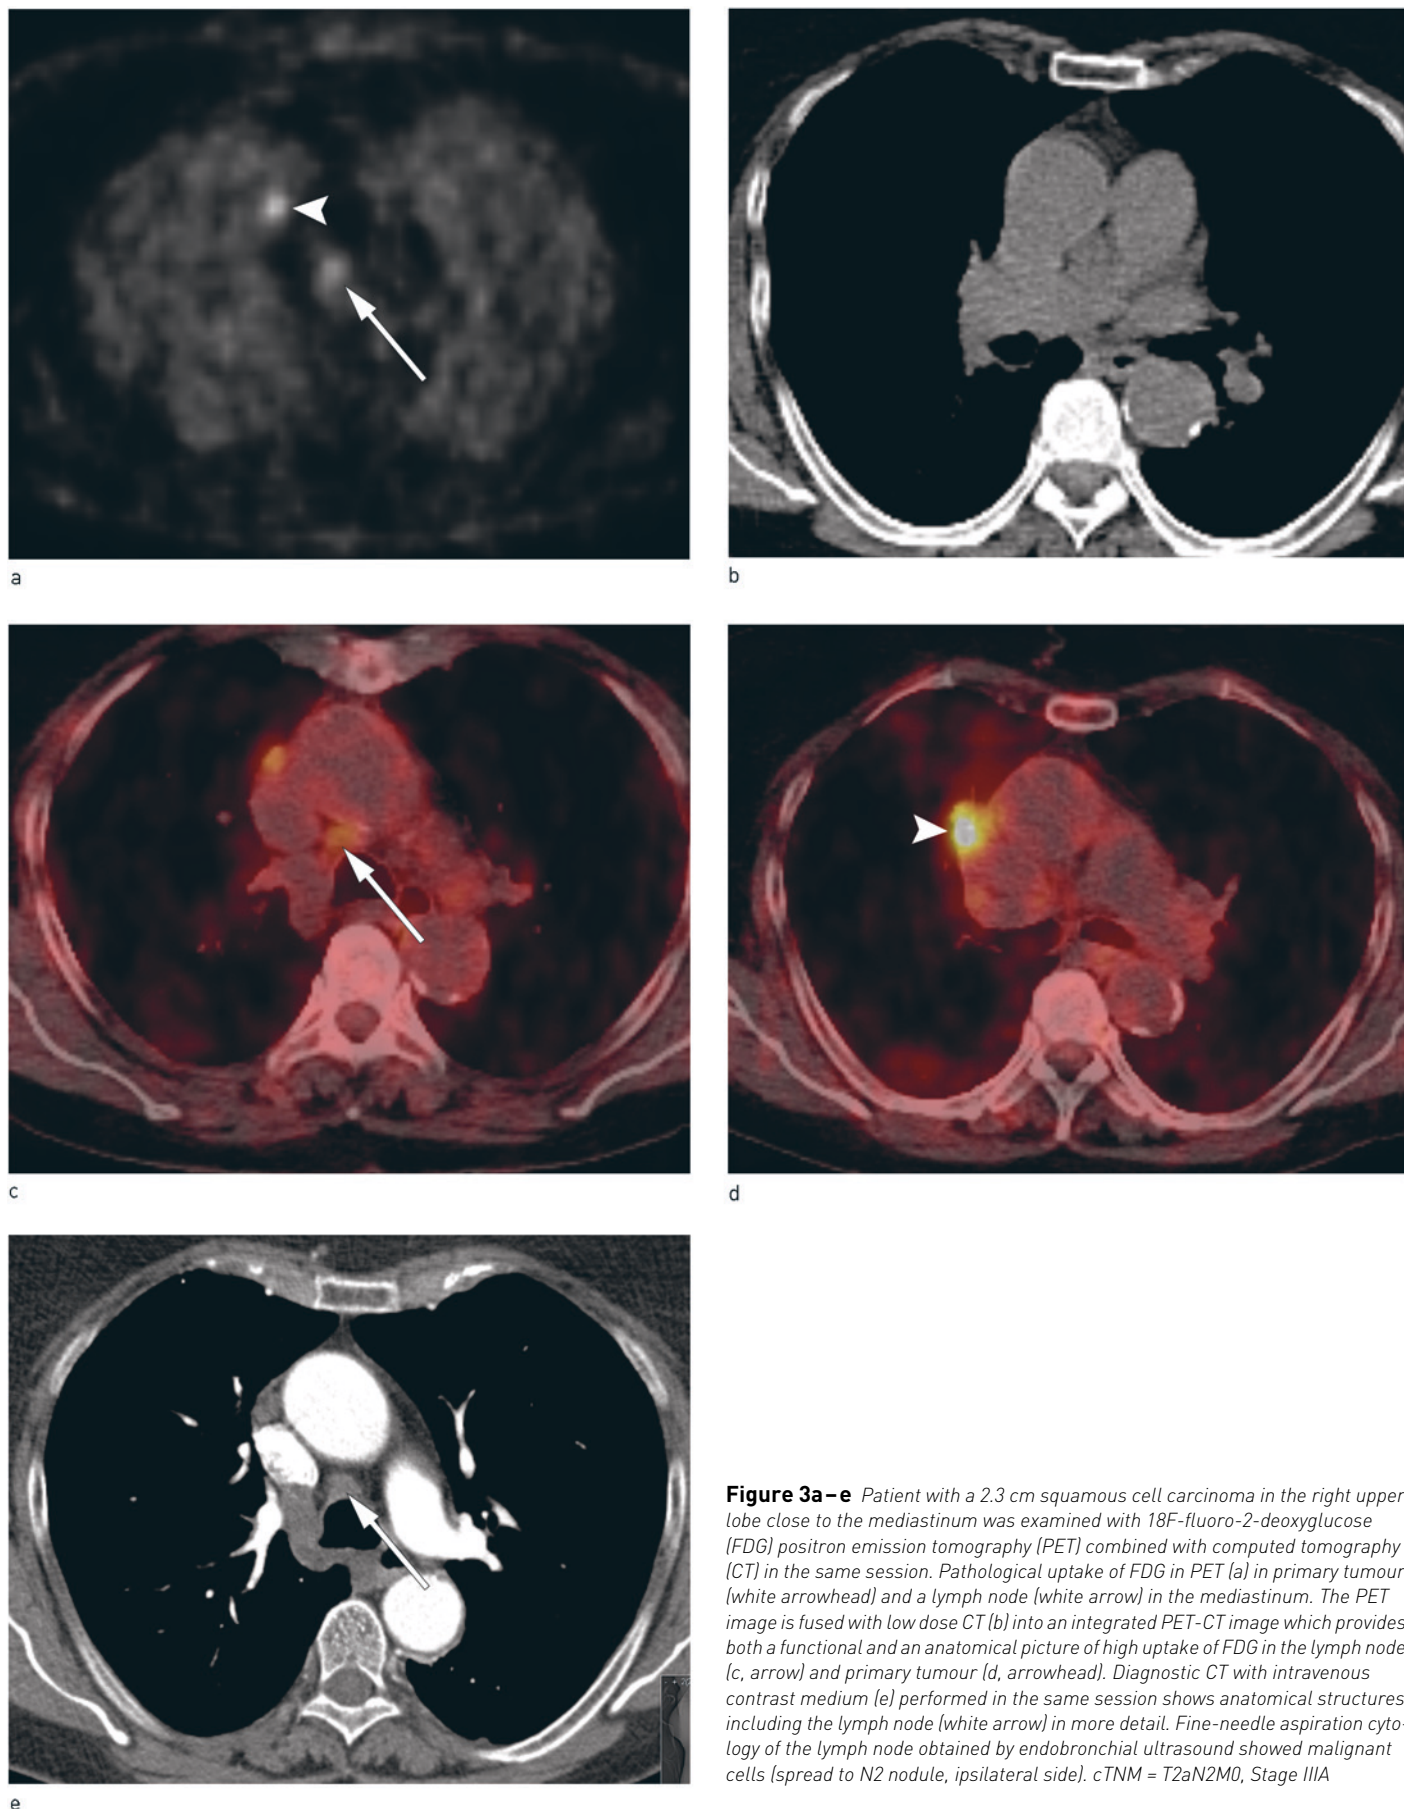 a
b
c
d
e
Figure 3a–e Patient with a 2.3 cm squamous cell carcinoma in the right upper
lobe close to the mediastinum was examined with 18F-fluoro-2-deoxyglucose
(FDG) positron emission tomography (PET) combined with computed tomography
(CT) in the same session. Pathological uptake of FDG in PET (a) in primary tumour
(white arrowhead) and a lymph node (white arrow) in the mediastinum. The PET
image is fused with low dose CT (b) into an integrated PET-CT image which provides
both a functional and an anatomical picture of high uptake of FDG in the lymph node
(c, arrow) and primary tumour (d, arrowhead). Diagnostic CT with intravenous
contrast medium (e) performed in the same session shows anatomical structures
including the lymph node (white arrow) in more detail. Fine-needle aspiration cyto-
logy of the lymph node obtained by endobronchial ultrasound showed malignant
cells (spread to N2 nodule, ipsilateral side). cTNM = T2aN2M0, Stage IIIA